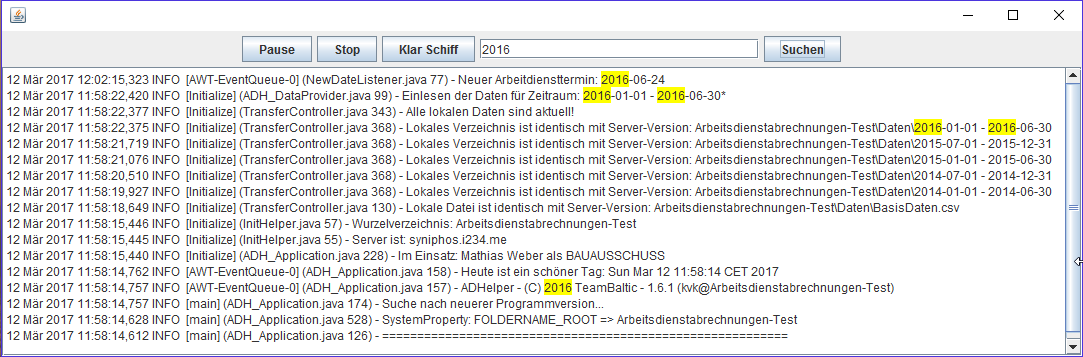 Pause Stop Klar Schiff 2016 Suchen
12 Mär 2017 12:02:15,323 INFO [AWT-EventQueue-0] (NewDateListener.java 77) - Neuer Arbeitdiensttermin: 2016-06-24
12 Mär 2017 11:58:22,420 INFO [Initialize] (ADH_DataProvider.java 99) - Einlesen der Daten für Zeitraum: 2016-01-01 - 2016-06-30*
12 Mär 2017 11:58:22,377 INFO [Initialize] (TransferController.java 343) - Alle lokalen Daten sind aktuell!
12 Mär 2017 11:58:22,375 INFO [Initialize] (TransferController.java 368) - Lokales Verzeichnis ist identisch mit Server-Version: Arbeitsdienstabrechnungen-Test\Daten\2016-01-01 - 2016-06-30
12 Mär 2017 11:58:21,719 INFO [Initialize] (TransferController.java 368) - Lokales Verzeichnis ist identisch mit Server-Version: Arbeitsdienstabrechnungen-Test\Daten\2015-07-01 - 2015-12-31
12 Mär 2017 11:58:21,076 INFO [Initialize] (TransferController.java 368) - Lokales Verzeichnis ist identisch mit Server-Version: Arbeitsdienstabrechnungen-Test\Daten\2015-01-01 - 2015-06-30
12 Mär 2017 11:58:20,510 INFO [Initialize] (TransferController.java 368) - Lokales Verzeichnis ist identisch mit Server-Version: Arbeitsdienstabrechnungen-Test\Daten\2014-07-01 - 2014-12-31
12 Mär 2017 11:58:19,927 INFO [Initialize] (TransferController.java 368) - Lokales Verzeichnis ist identisch mit Server-Version: Arbeitsdienstabrechnungen-Test\Daten\2014-01-01 - 2014-06-30
12 Mär 2017 11:58:18,649 INFO [Initialize] (TransferController.java 130) - Lokale Datei ist identisch mit Server-Version: Arbeitsdienstabrechnungen-Test\Daten\BasisDaten.csv
12 Mär 2017 11:58:15,446 INFO [Initialize] (InitHelper.java 57) - Wurzelverzeichnis: Arbeitsdienstabrechnungen-Test
12 Mär 2017 11:58:15,445 INFO [Initialize] (InitHelper.java 55) - Server ist: syniphos.i234.me
12 Mär 2017 11:58:15,440 INFO [Initialize] (ADH_Application.java 228) - Im Einsatz: Mathias Weber als BAUAUSSCHUSS
12 Mär 2017 11:58:14,762 INFO [AWT-EventQueue-0] (ADH_Application.java 158) - Heute ist ein schöner Tag: Sun Mar 12 11:58:14 CET 2017
12 Mär 2017 11:58:14,757 INFO [AWT-EventQueue-0] (ADH_Application.java 157) - ADHelper - (C) 2016 TeamBaltic - 1.6.1 (kvk@Arbeitsdienstabrechnungen-Test)
12 Mär 2017 11:58:14,703 INFO [main] (ADH_Application.java 174) - Suche nach neuerer Programmversion...
12 Mär 2017 11:58:14,628 INFO [main] (ADH_Application.java 528) - SystemProperty: FOLDERNAME_ROOT => Arbeitsdienstabrechnungen-Test
12 Mär 2017 11:58:14,612 INFO [main] (ADH_Application.java 126) - ==========================================================